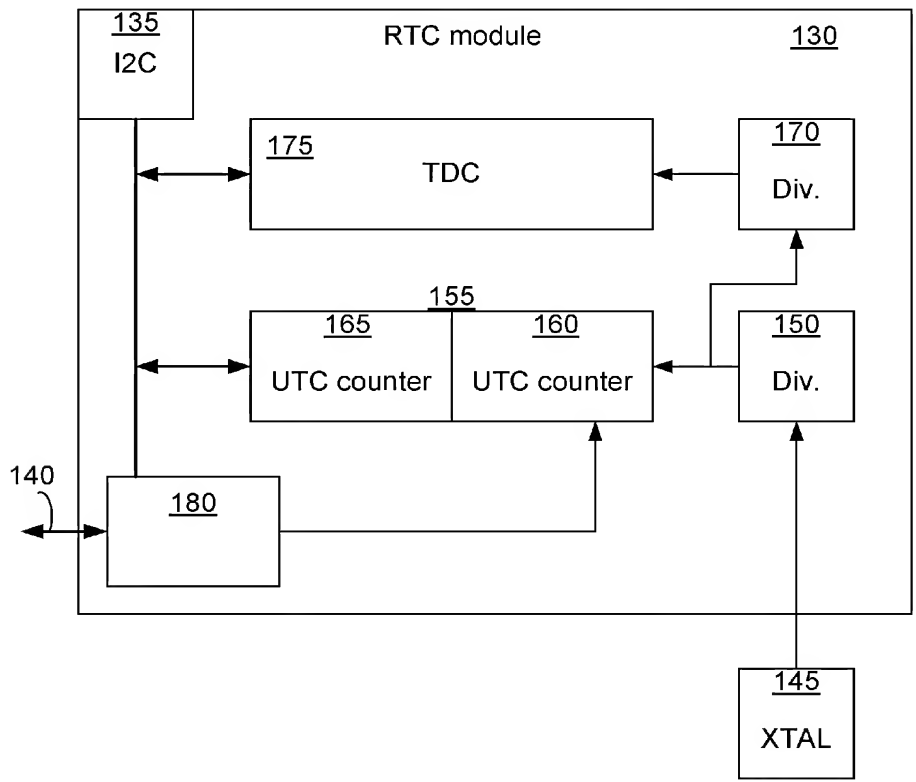 135
I2C
RTC module
130
175
TDC
170
Div.
155
165
UTC counter
160
UTC counter
150
Div.
140
180
145
XTAL